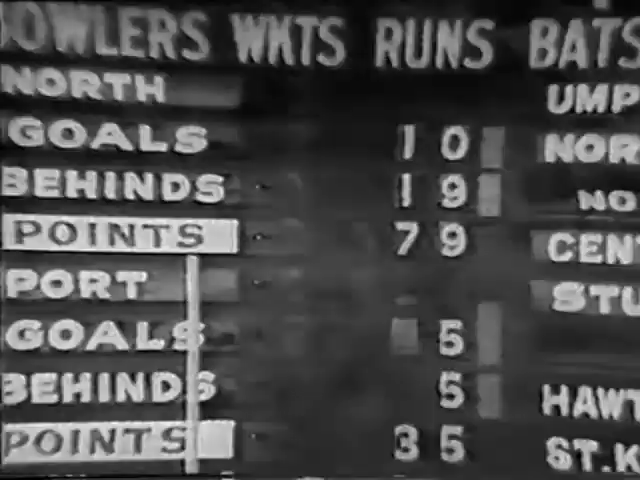 BOWLERS WKTS RUNS BATS
NORTH UMP
GOALS 10 NOR
BEHINDS 19 NO
POINTS 79 CEN
PORT STU
GOALS 5
BEHINDS 5 HAWT
POINTS 35 ST.K